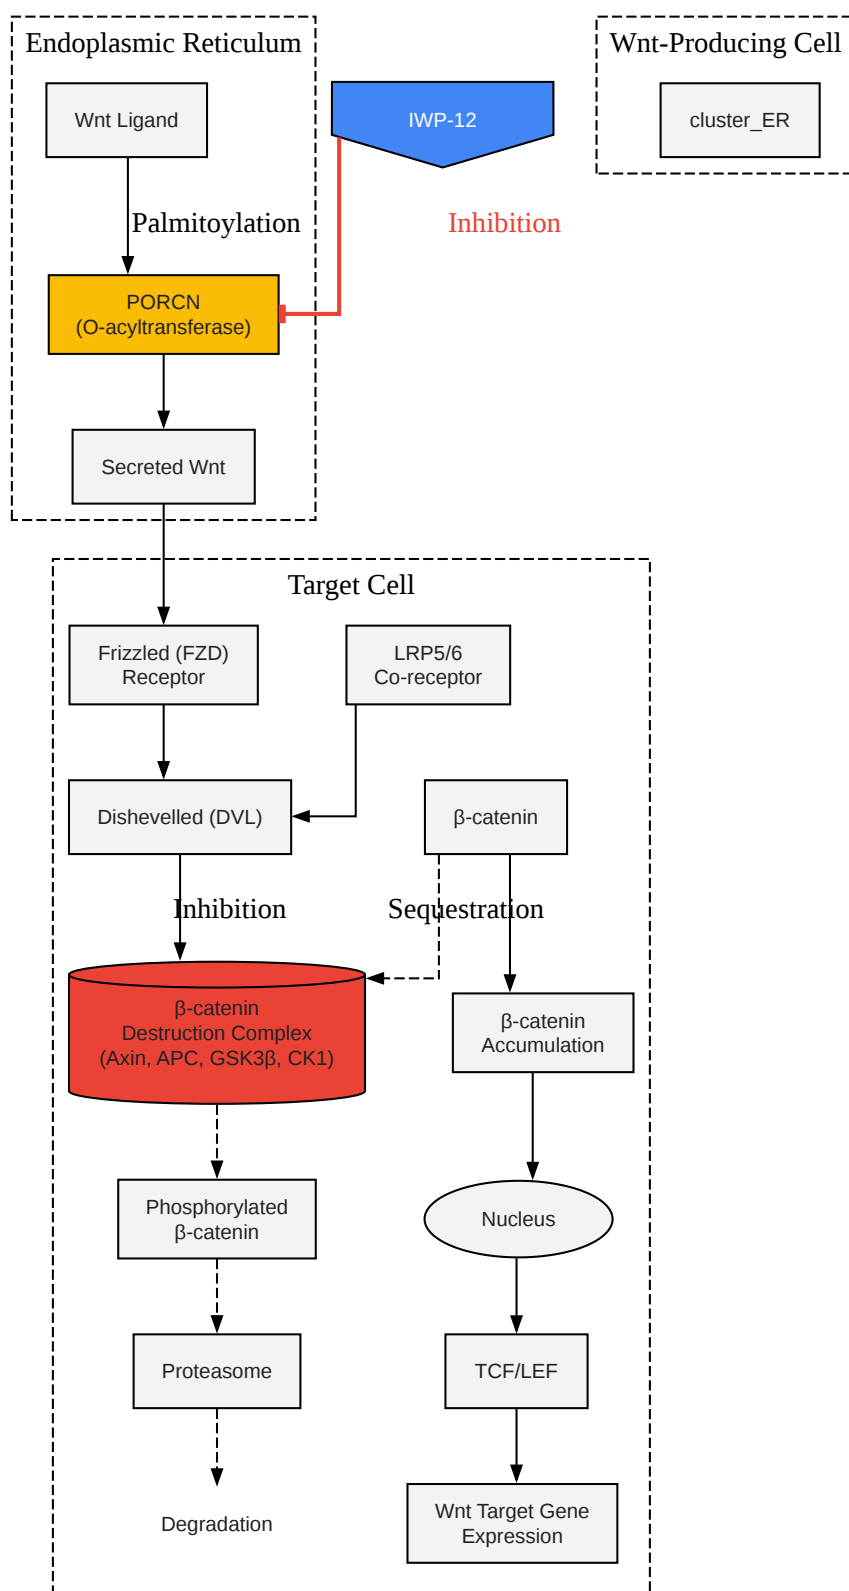 Endoplasmic Reticulum
Wnt-Producing Cell
Wnt Ligand
IWP-12
cluster_ER
Palmitoylation
Inhibition
PORCN
(O-acyltransferase)
Secreted Wnt
Target Cell
Frizzled (FZD)
Receptor
LRP5/6
Co-receptor
Dishevelled (DVL)
β-catenin
Inhibition
Sequestration
β-catenin
Destruction Complex
(Axin, APC, GSK3β, CK1)
β-catenin
Accumulation
Phosphorylated
β-catenin
Nucleus
Proteasome
TCF/LEF
Degradation
Wnt Target Gene
Expression